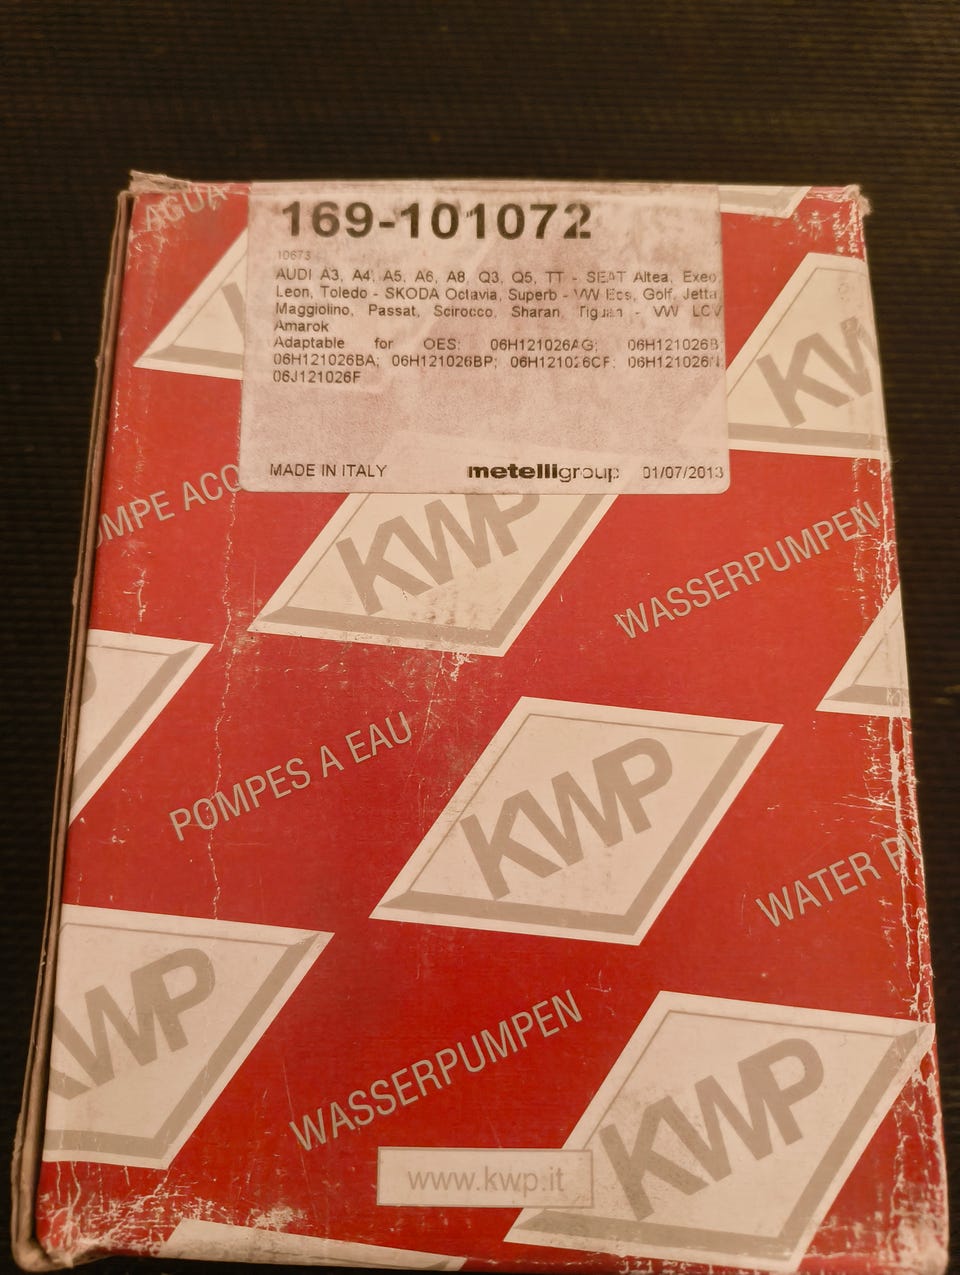 AGUA
169-101072
10673
AUDI A3, A4, A5, A6, A8, Q3, Q5, TT - SEAT Altea, Exeo,
Leon, Toledo - SKODA Octavia, Superb - VW Eos, Golf, Jetta,
Maggiolino, Passat, Scirocco, Sharan, Tiguan - VW LCV
Amarok
Adaptable for OES: 06H121026AG; 06H121026B
06H121026BA; 06H121026BP; 06H121026CF; 06H121026N
06J121026F
MADE IN ITALY metelligroup 01/07/2013
KW
OMPE ACQ
KWP
WASSERPUMPEN
POMPES A EAU
KWP
WATER P
KWP
WASSERPUMPEN
KWP
www.kwp.it